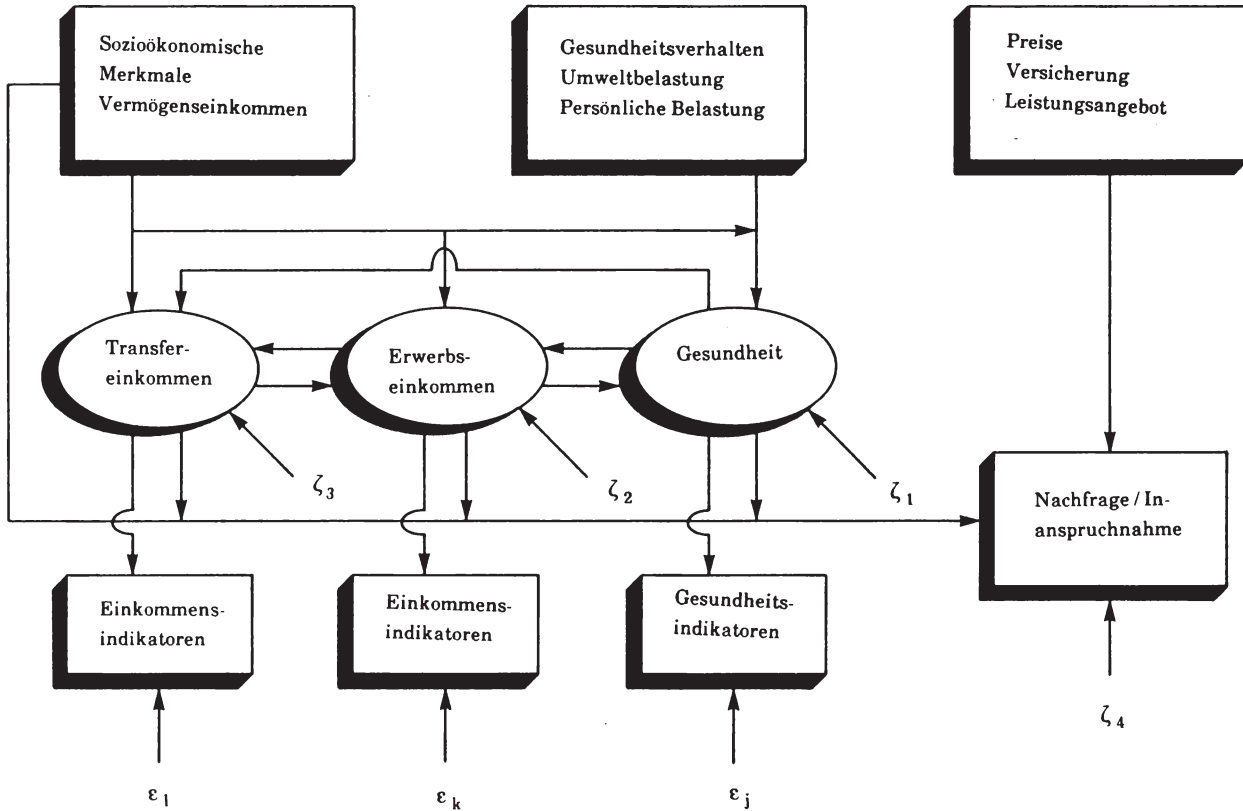 Sozioökonomische
Merkmale
Vermögenseinkommen
Gesundheitsverhalten
Umweltbelastung
Persönliche Belastung
Preise
Versicherung
Leistungsangebot
Transfer-
einkommen
Erwerbs-
einkommen
Gesundheit
ζ3
ζ2
ζ1
Nachfrage / In-
anspruchnahme
Einkommens-
indikatoren
Einkommens-
indikatoren
Gesundheits-
indikatoren
ζ4
ε1
εk
εj